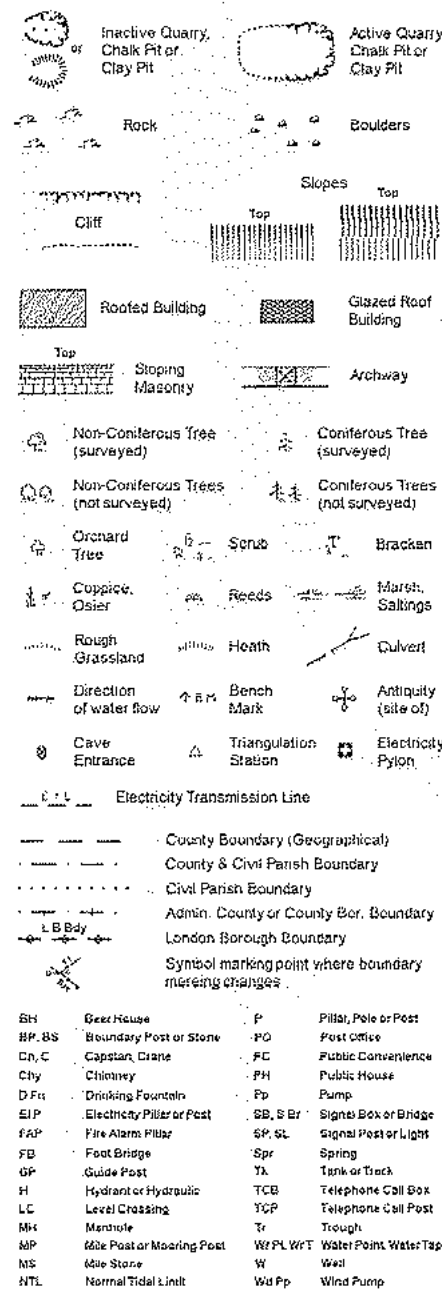 Inactive Quarry, Chalk Pit or Clay Pit
or
Active Quarry Chalk Pit or Clay Pit
Rock
Boulders
Slopes
Top
Top
Cliff
Roofed Building
Glazed Roof Building
Top
Sloping Masonry
Archway
Non-Coniferous Tree (surveyed)
Coniferous Tree (surveyed)
Non-Coniferous Trees (not surveyed)
Coniferous Trees (not surveyed)
Orchard Tree
Scrub
Bracken
Coppice, Osier
Reeds
Marsh, Saltings
Rough Grassland
Heath
Culvert
Direction of water flow
B M Bench Mark
Antiquity (site of)
Cave Entrance
Triangulation Station
Electricity Pylon
E T L Electricity Transmission Line
County Boundary (Geographical)
County & Civil Parish Boundary
Civil Parish Boundary
Admin. County or County Bor. Boundary
L B Bdy
London Borough Boundary
Symbol marking point where boundary mereing changes
BH Beer House
P Pillar, Pole or Post
BP, BS Boundary Post or Stone
PO Post Office
Cn, C Capstan, Crane
PC Public Convenience
Chy Chimney
PH Public House
D Fn Drinking Fountain
Pp Pump
El P Electricity Pillar or Post
SB, S Br Signal Box or Bridge
FAP Fire Alarm Pillar
SP, SL Signal Post or Light
FB Foot Bridge
Spr Spring
GP Guide Post
Tk Tank or Track
H Hydrant or Hydraulic
TCB Telephone Call Box
LC Level Crossing
TCP Telephone Call Post
MH Manhole
Tr Trough
MP Mile Post or Mooring Post
Wr Pt, Wr T Water Point, Water Tap
MS Mile Stone
W Well
NTL Normal Tidal Limit
Wd Pp Wind Pump